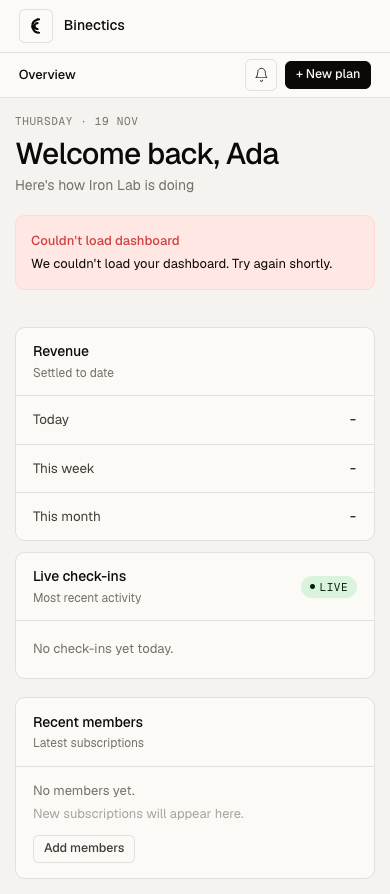 Binectics
Overview
+ New plan
THURSDAY · 19 NOV
Welcome back, Ada
Here's how Iron Lab is doing
Couldn't load dashboard
We couldn't load your dashboard. Try again shortly.
Revenue
Settled to date
Today –
This week –
This month –
Live check-ins
Most recent activity
LIVE
No check-ins yet today.
Recent members
Latest subscriptions
No members yet.
New subscriptions will appear here.
Add members